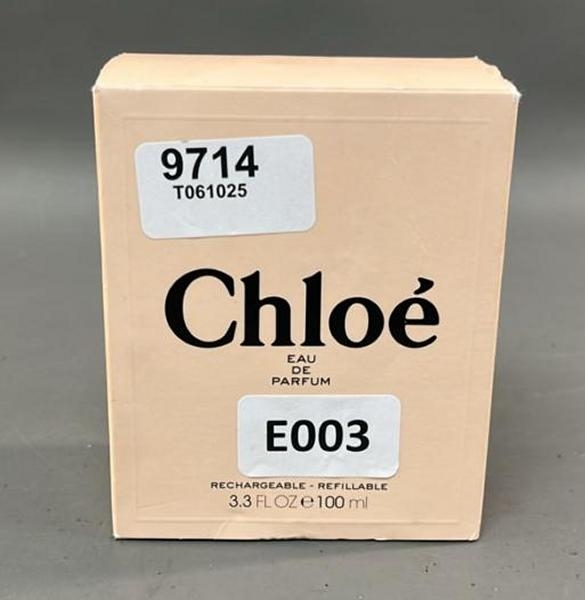 9714
T061025
Chloé
EAU
DE
PARFUM
E003
RECHARGEABLE - REFILLABLE
3.3 FL OZ ℮ 100 ml